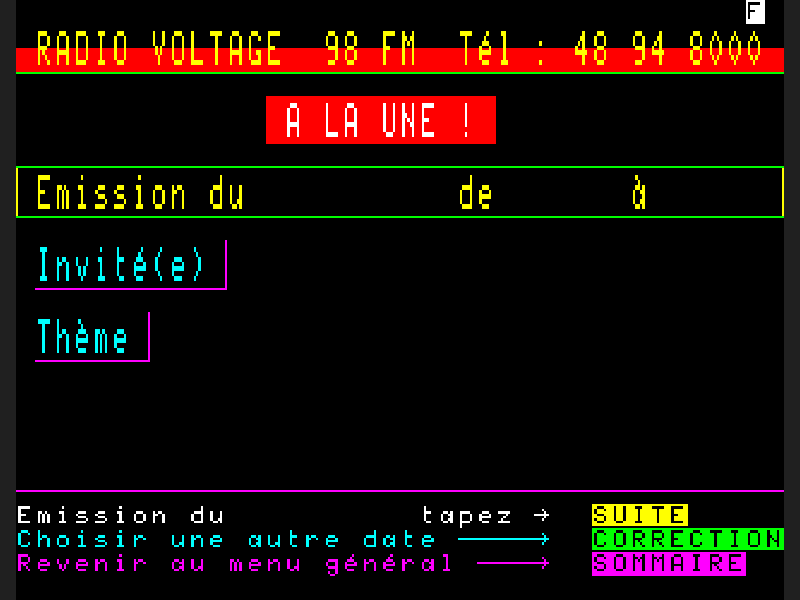 F
RADIO VOLTAGE 98 FM Tél : 48 94 8000
A LA UNE !
Emission du de à
Invité(e)
Thème
Emission du tapez → SUITE
Choisir une autre date → CORRECTION
Revenir au menu général → SOMMAIRE